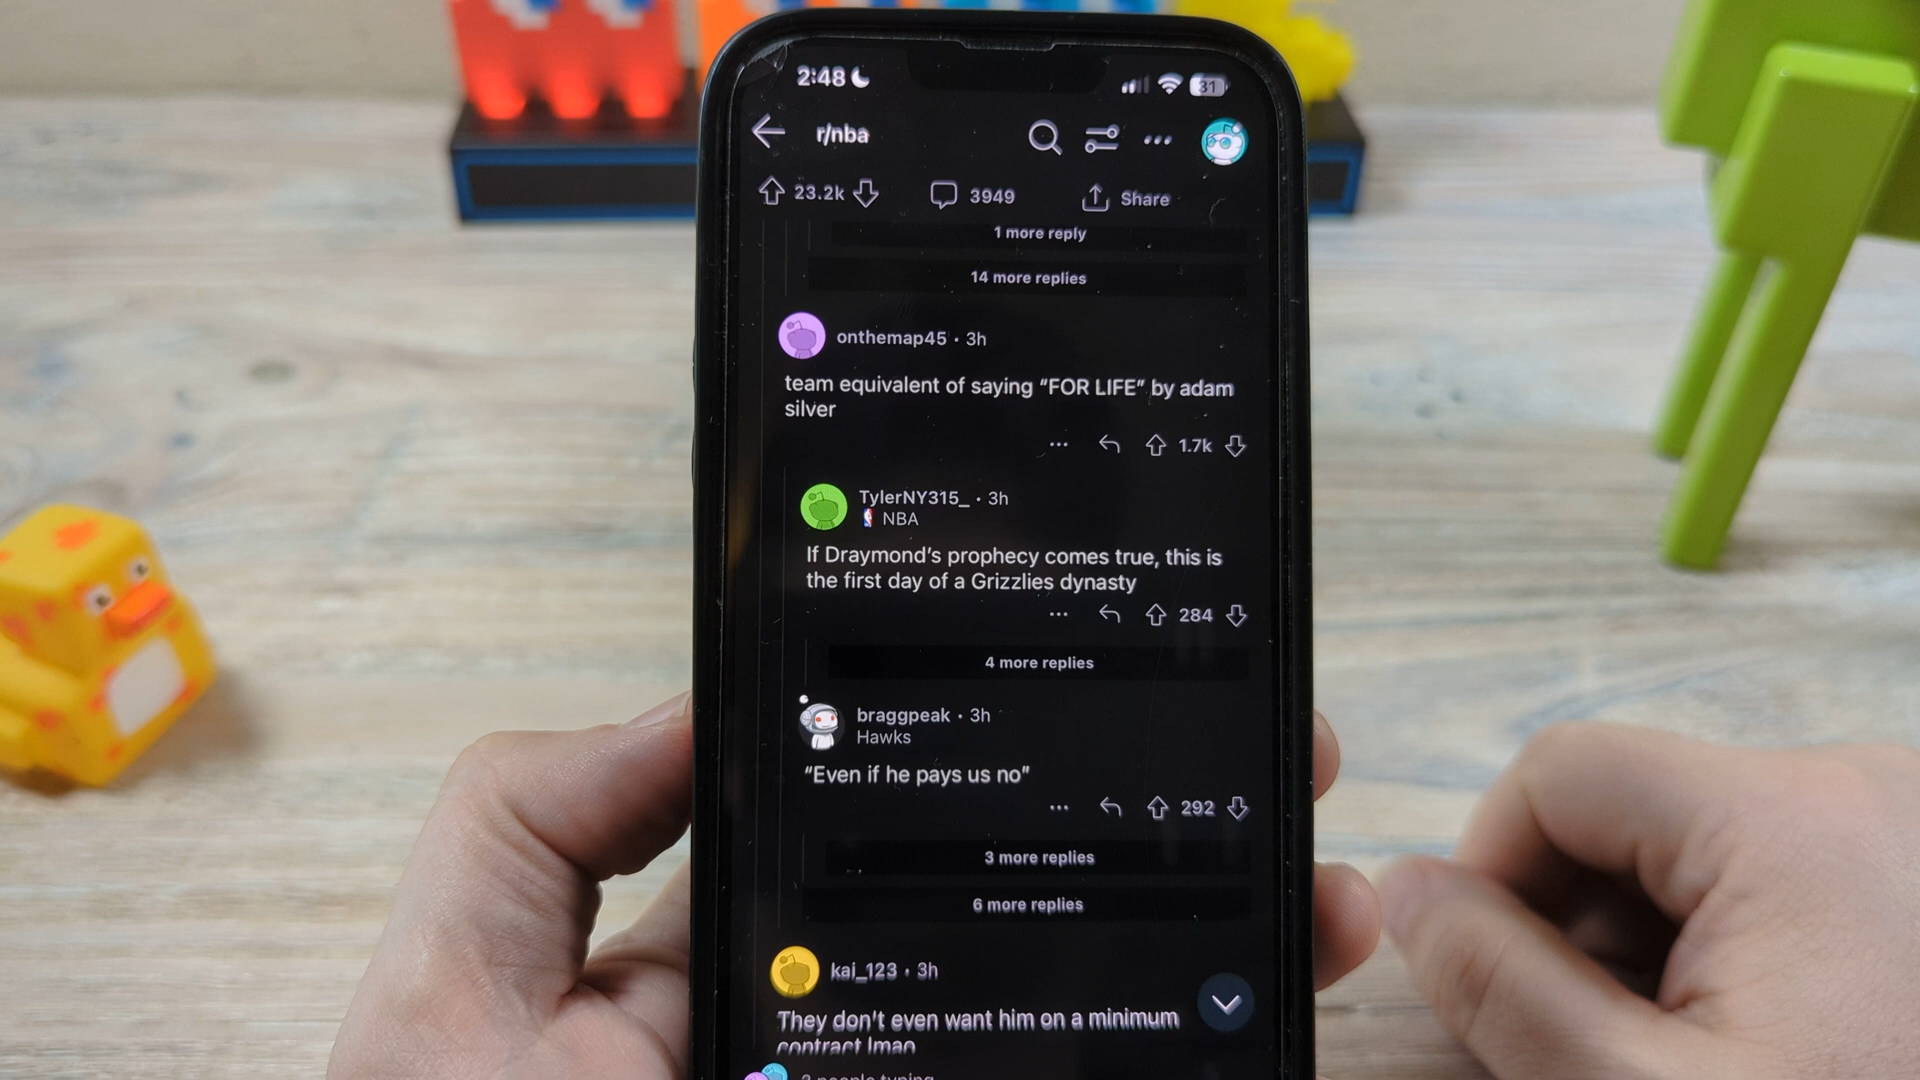 2:48
31
r/nba
23.2k
3949
Share
1 more reply
14 more replies
onthemap45 · 3h
team equivalent of saying “FOR LIFE” by adam
silver
1.7k
TylerNY315_ · 3h
NBA
If Draymond’s prophecy comes true, this is
the first day of a Grizzlies dynasty
284
4 more replies
braggpeak · 3h
Hawks
“Even if he pays us no”
292
3 more replies
6 more replies
kai_123 · 3h
They don't even want him on a minimum
contract lmao
people typing